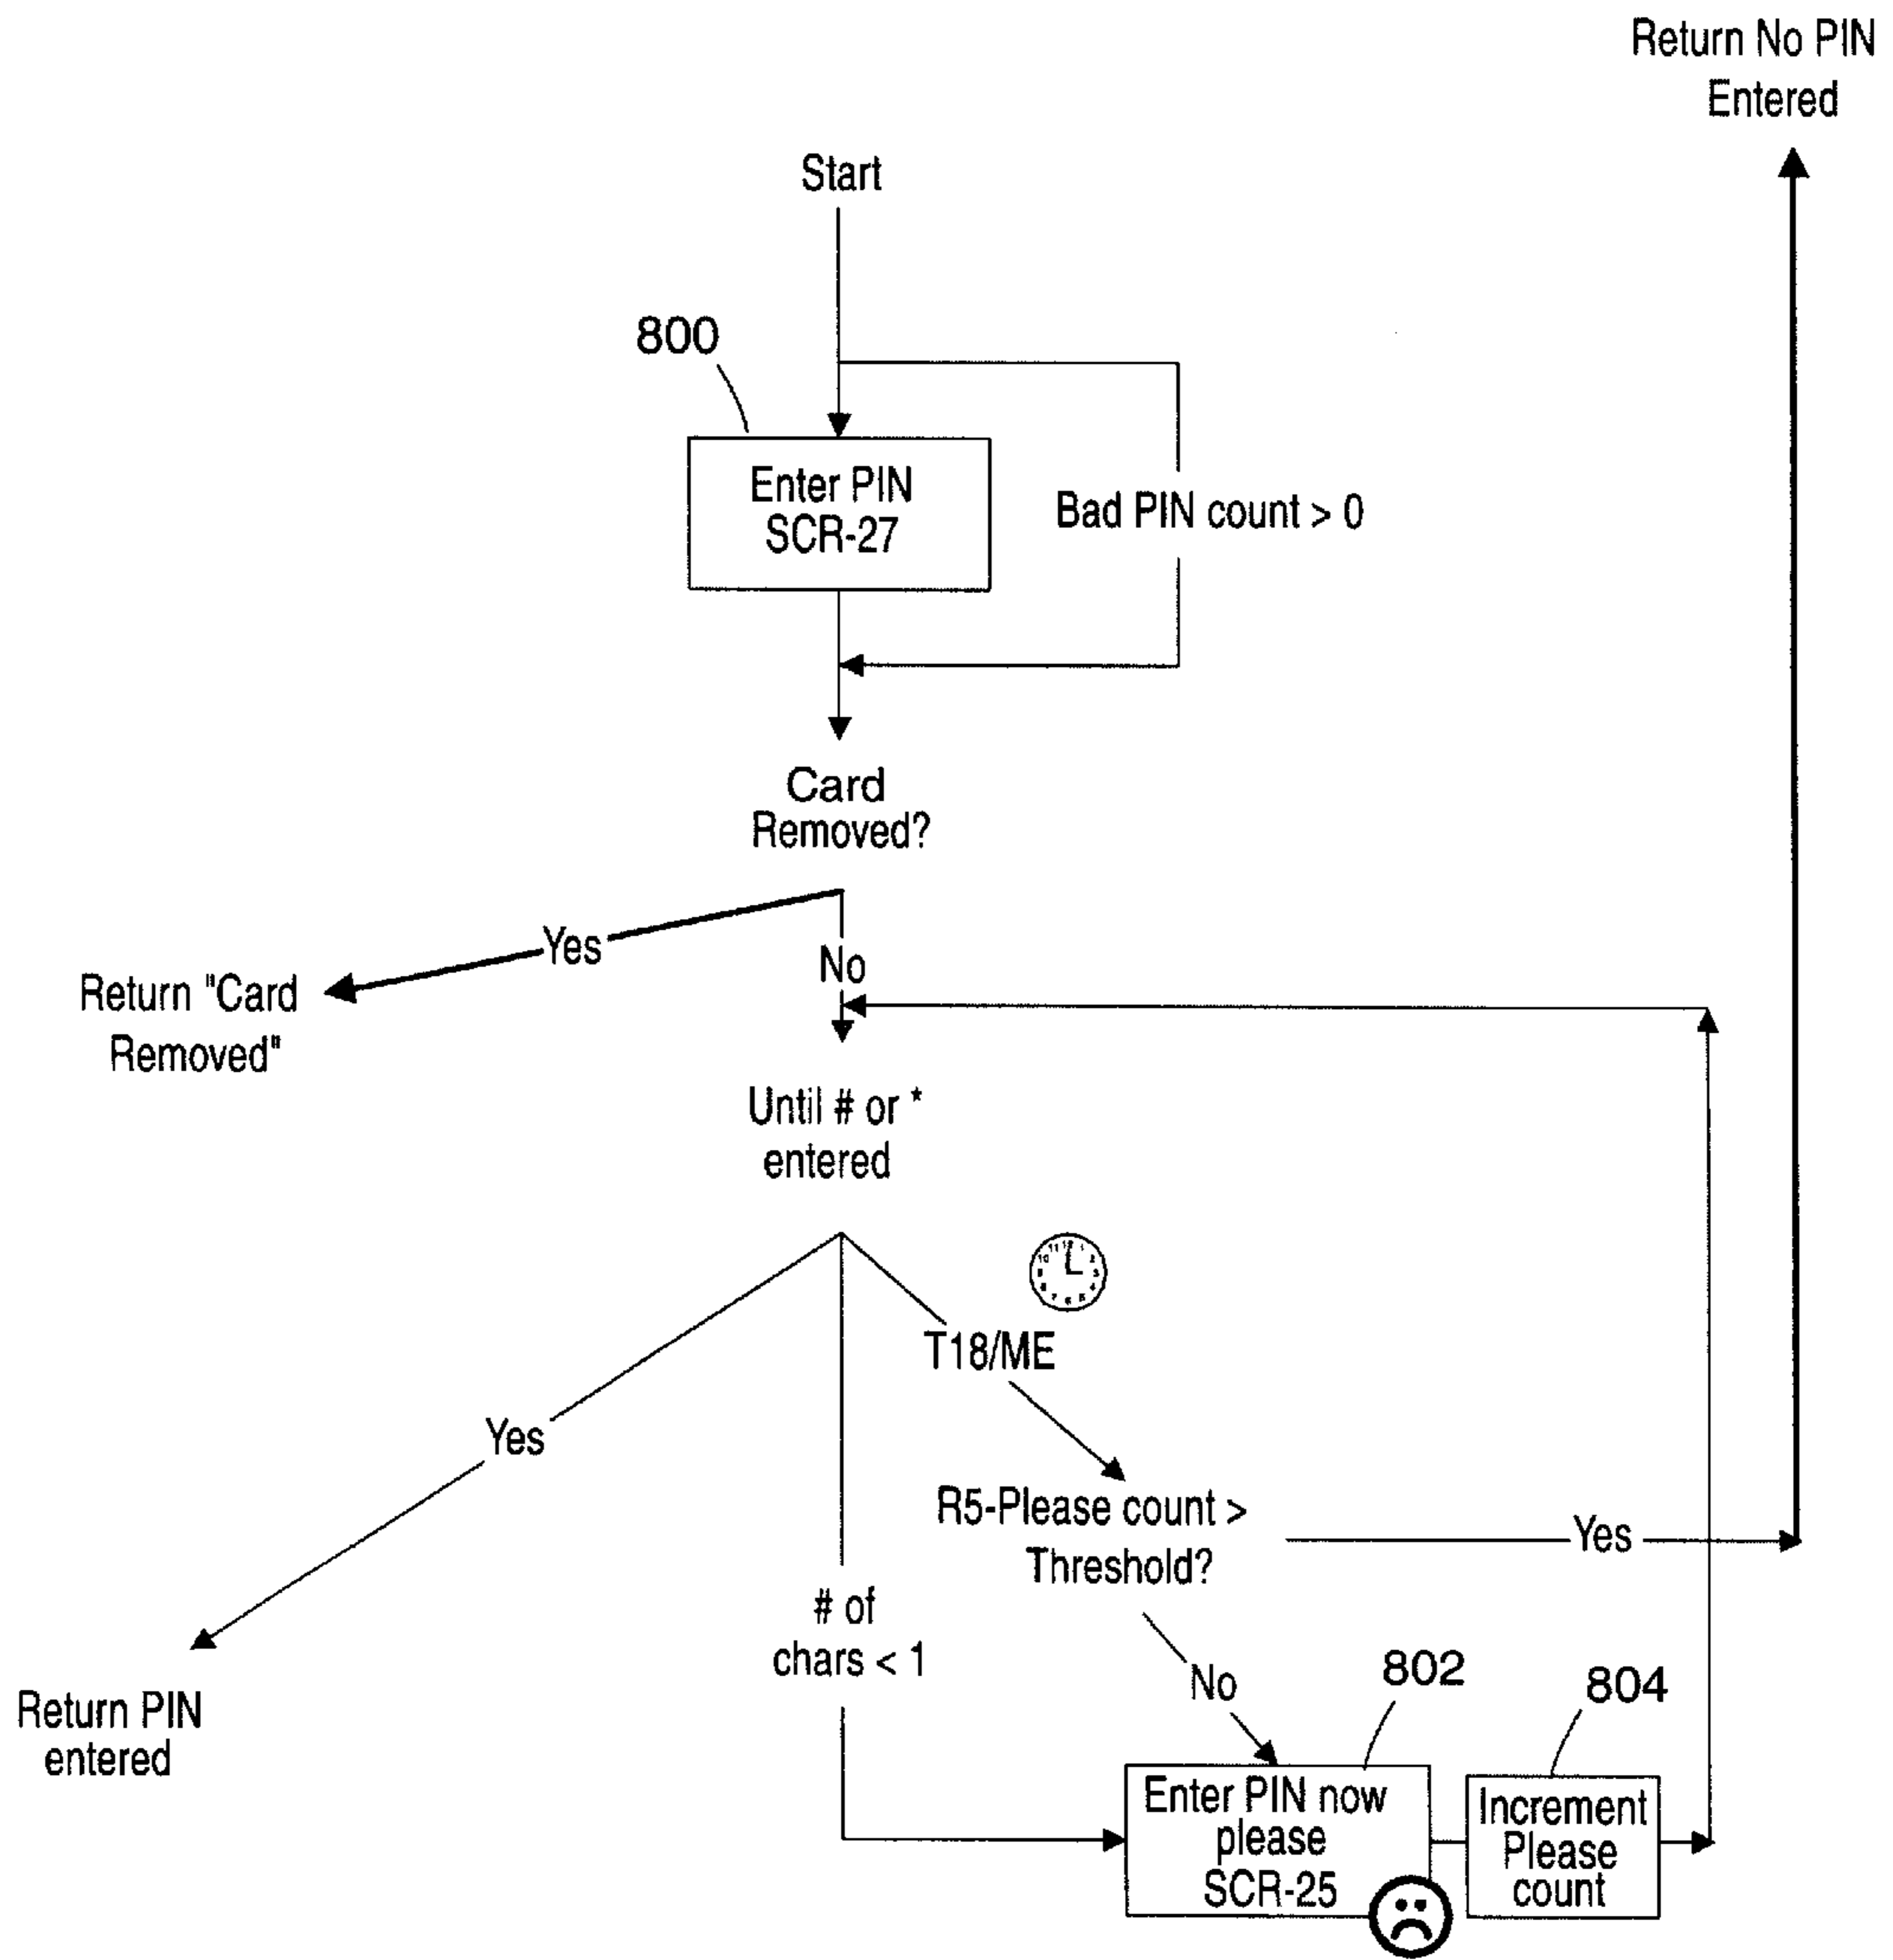 Return No PIN
Entered
Start
800
Enter PIN
SCR-27
Bad PIN count > 0
Card
Removed?
Yes
No
Return "Card
Removed"
Until # or *
entered
T18/ME
Yes
R5-Please count >
Threshold?
Yes
# of
chars < 1
No
802
804
Return PIN
entered
Enter PIN now
please
SCR-25
Increment
Please
count